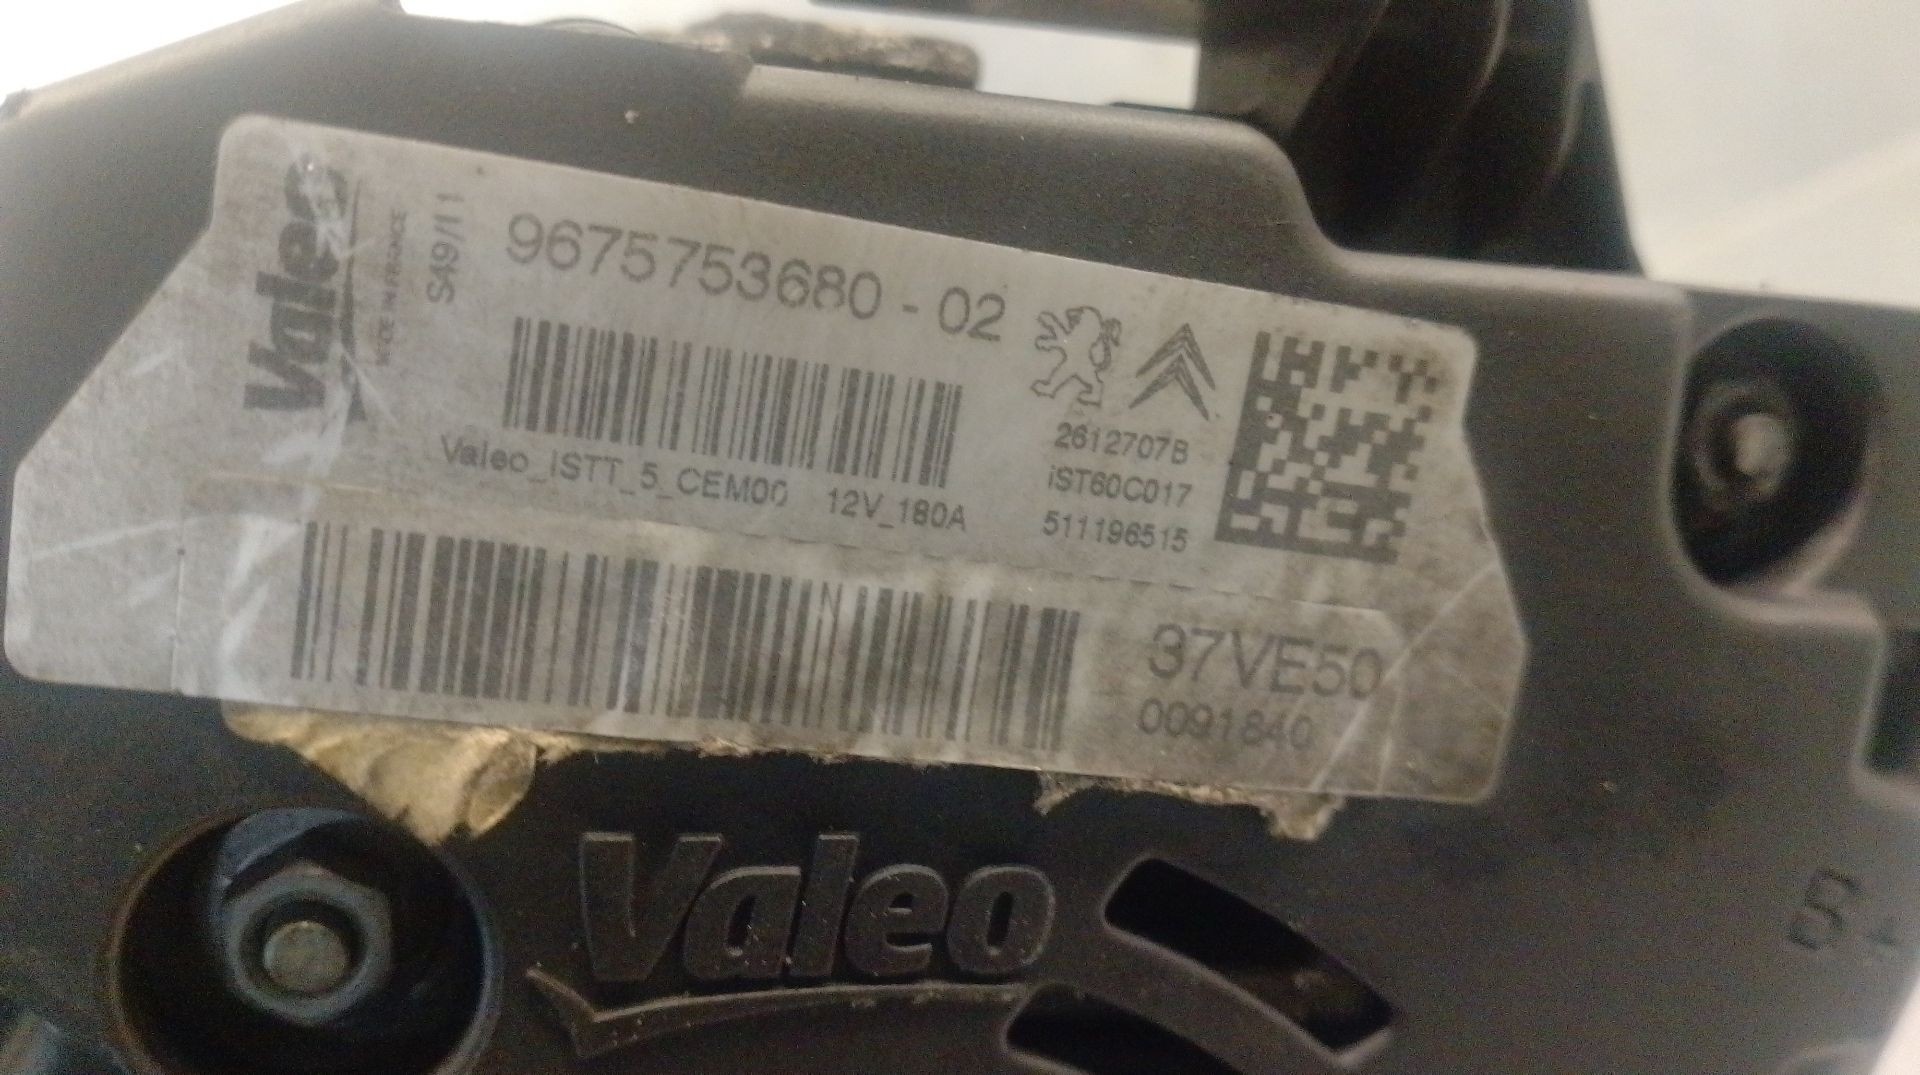 Valeo
MADE IN FRANCE
S49/11
9675753680 - 02
Valeo_ISTT_5_CEM00 12V_180A
2612707B
iST60C017
511196515
N
37VE50
0091840
Valeo
B+